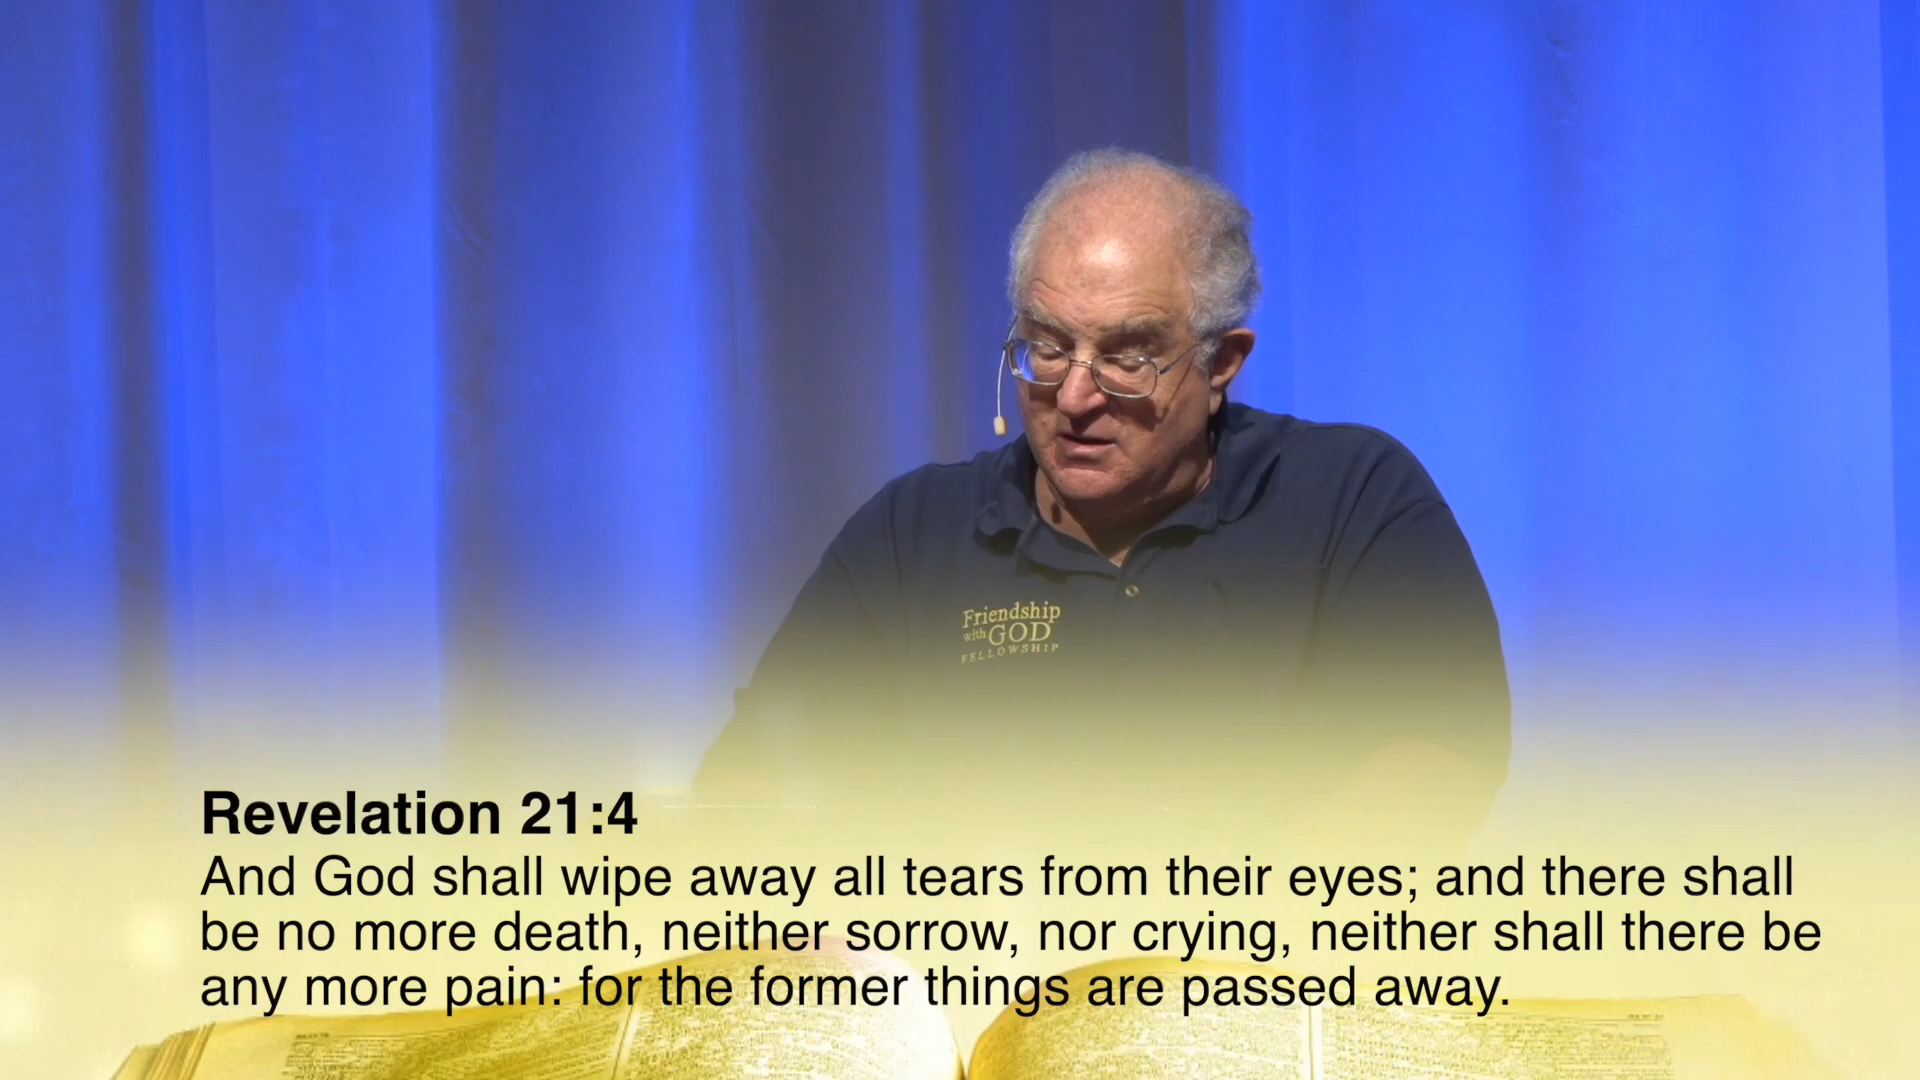 Friendship
with GOD
FELLOWSHIP
Revelation 21:4
And God shall wipe away all tears from their eyes; and there shall
be no more death, neither sorrow, nor crying, neither shall there be
any more pain: for the former things are passed away.